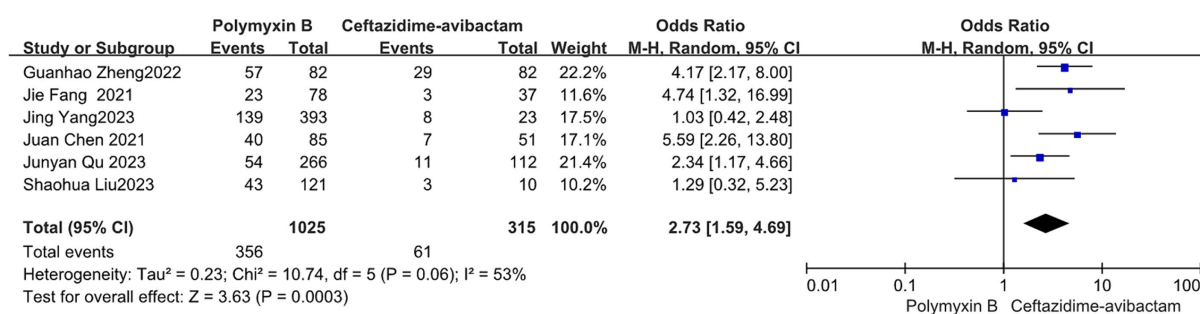 Polymyxin B Ceftazidime-avibactam Odds Ratio Odds Ratio
Study or Subgroup Events Total Events Total Weight M-H, Random, 95% CI M-H, Random, 95% CI
Guanhao Zheng2022 57 82 29 82 22.2% 4.17 [2.17, 8.00]
Jie Fang 2021 23 78 3 37 11.6% 4.74 [1.32, 16.99]
Jing Yang2023 139 393 8 23 17.5% 1.03 [0.42, 2.48]
Juan Chen 2021 40 85 7 51 17.1% 5.59 [2.26, 13.80]
Junyan Qu 2023 54 266 11 112 21.4% 2.34 [1.17, 4.66]
Shaohua Liu2023 43 121 3 10 10.2% 1.29 [0.32, 5.23]
Total (95% CI) 1025 315 100.0% 2.73 [1.59, 4.69]
Total events 356 61
Heterogeneity: Tau² = 0.23; Chi² = 10.74, df = 5 (P = 0.06); I² = 53%
Test for overall effect: Z = 3.63 (P = 0.0003)
0.01 0.1 1 10 100
Polymyxin B Ceftazidime-avibactam